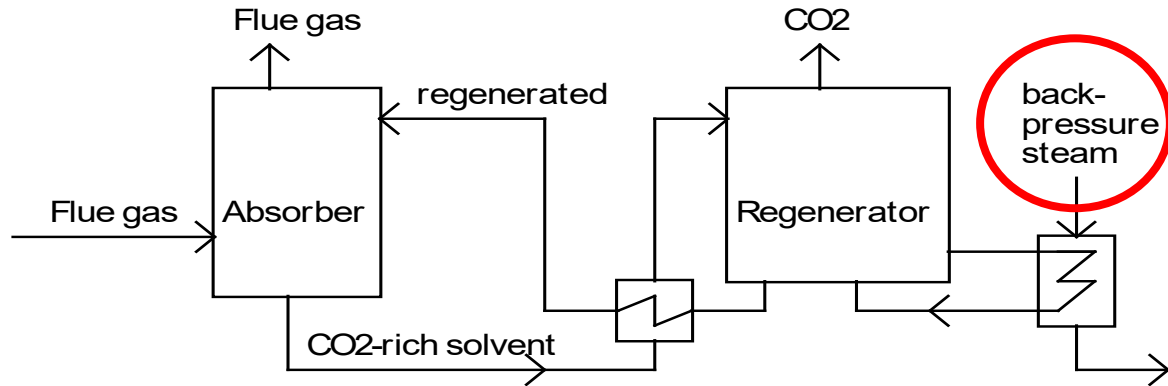 Flue gas
CO2
regenerated
back-
pressure
steam
Flue gas
Absorber
Regenerator
CO2-rich solvent